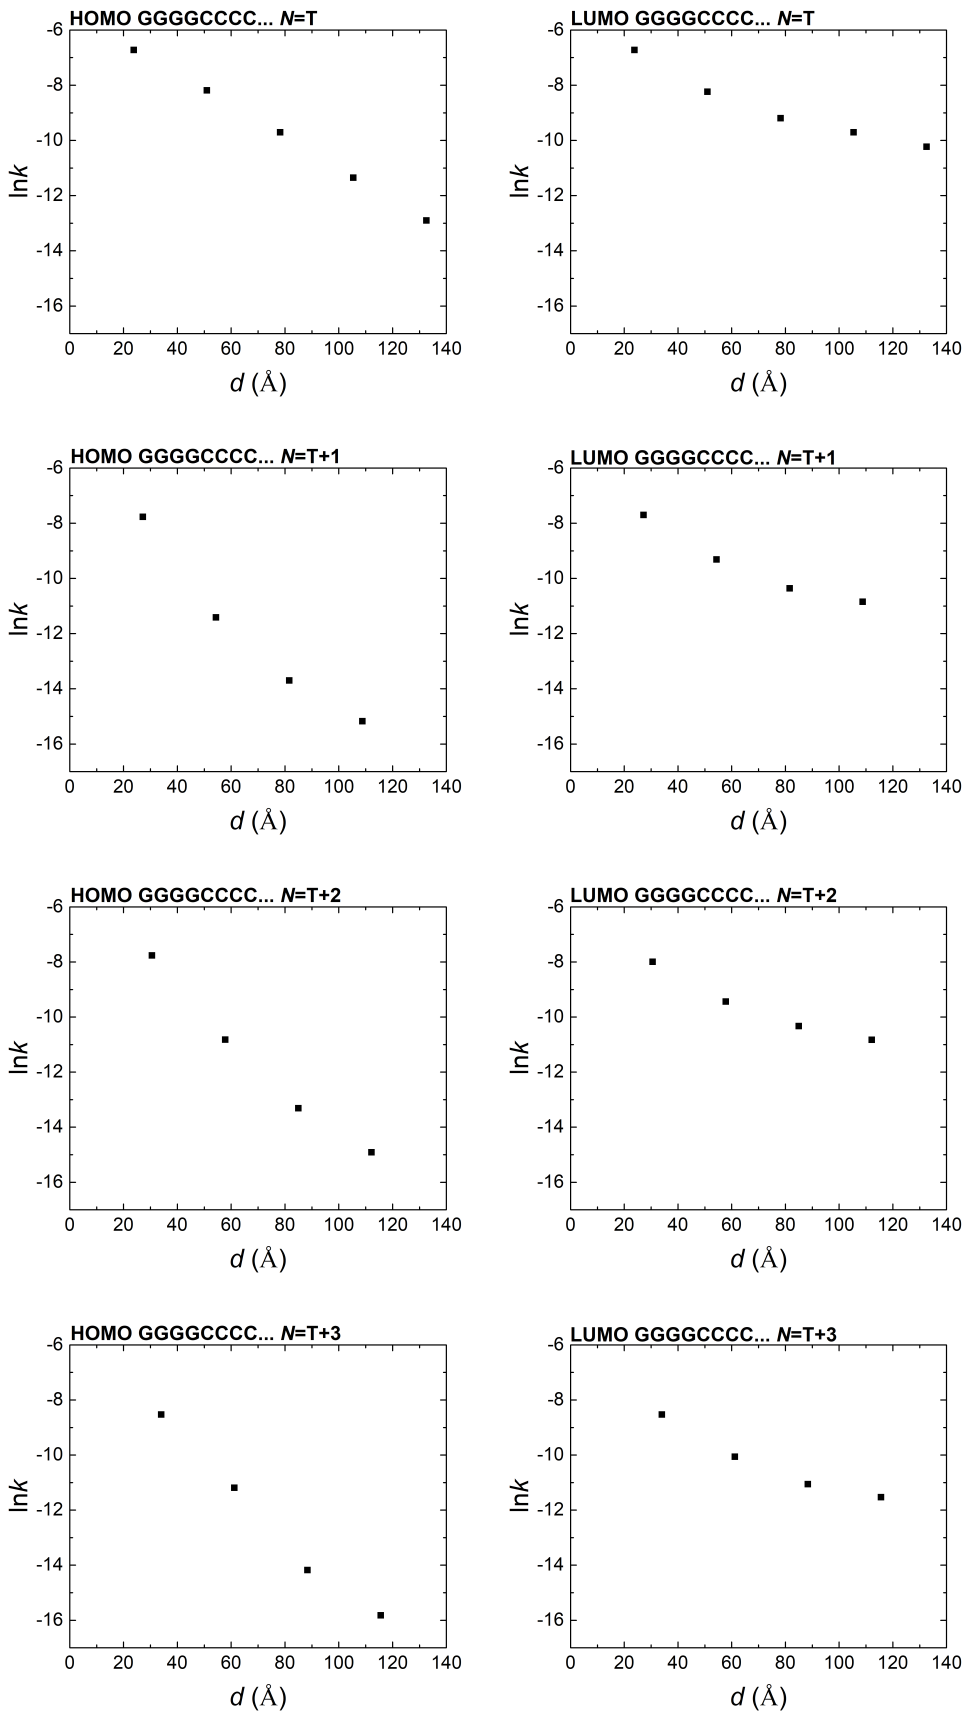 HOMO GGGGCCCC... N=T
-6
-8
-10
-12
-14
-16
lnk
0 20 40 60 80 100 120 140
d (Å)
LUMO GGGGCCCC... N=T
-6
-8
-10
-12
-14
-16
lnk
0 20 40 60 80 100 120 140
d (Å)
HOMO GGGGCCCC... N=T+1
-6
-8
-10
-12
-14
-16
lnk
0 20 40 60 80 100 120 140
d (Å)
LUMO GGGGCCCC... N=T+1
-6
-8
-10
-12
-14
-16
lnk
0 20 40 60 80 100 120 140
d (Å)
HOMO GGGGCCCC... N=T+2
-6
-8
-10
-12
-14
-16
lnk
0 20 40 60 80 100 120 140
d (Å)
LUMO GGGGCCCC... N=T+2
-6
-8
-10
-12
-14
-16
lnk
0 20 40 60 80 100 120 140
d (Å)
HOMO GGGGCCCC... N=T+3
-6
-8
-10
-12
-14
-16
lnk
0 20 40 60 80 100 120 140
d (Å)
LUMO GGGGCCCC... N=T+3
-6
-8
-10
-12
-14
-16
lnk
0 20 40 60 80 100 120 140
d (Å)